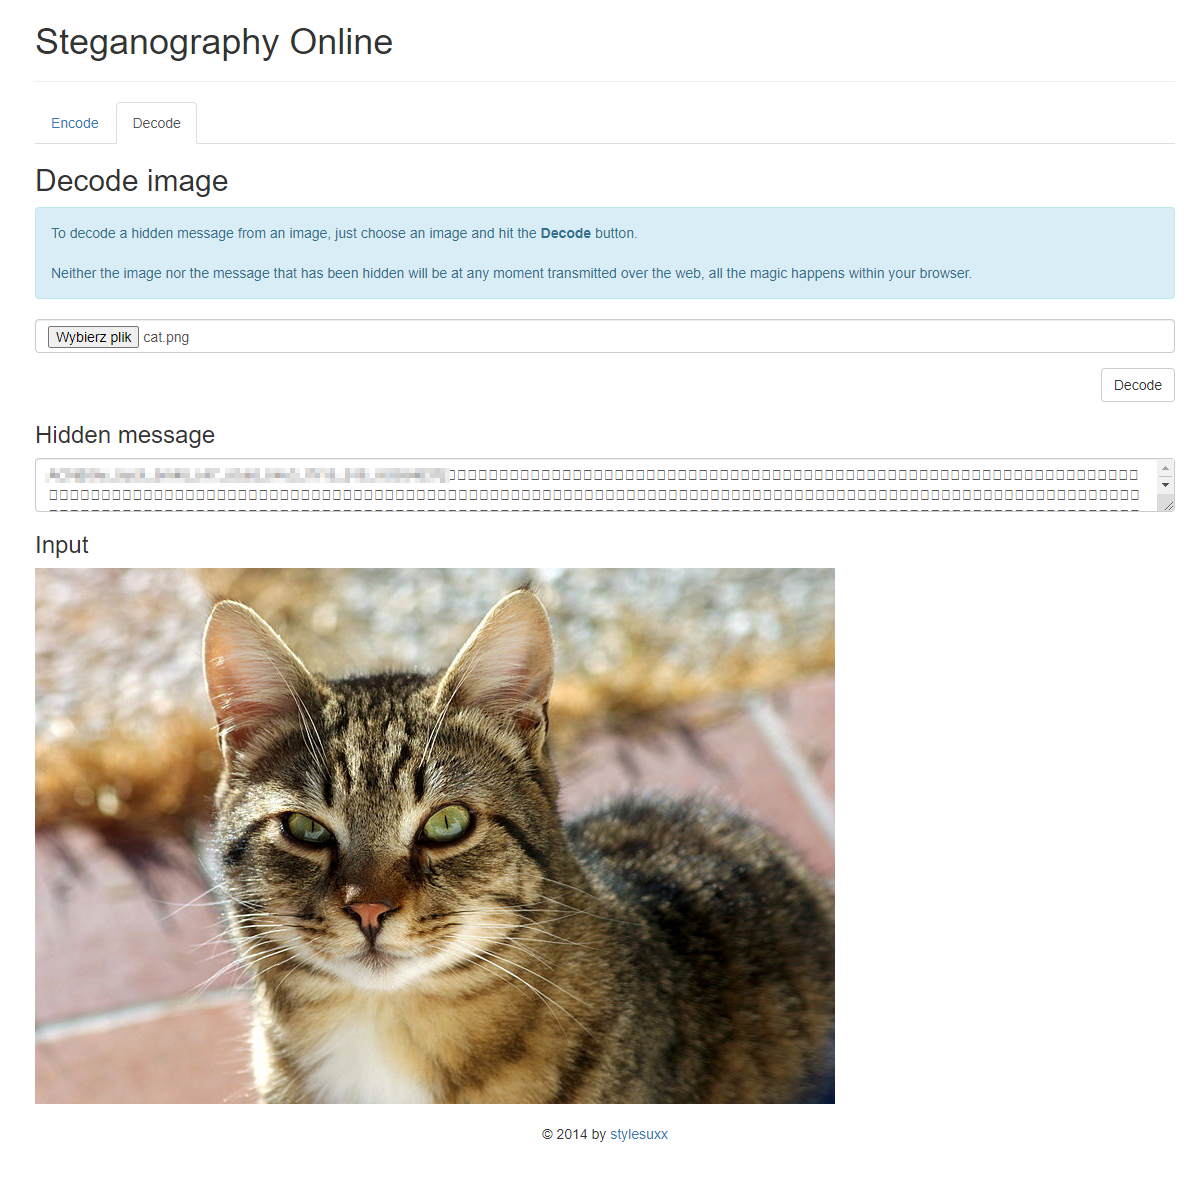 Steganography Online
Encode
Decode
Decode image
To decode a hidden message from an image, just choose an image and hit the Decode button.
Neither the image nor the message that has been hidden will be at any moment transmitted over the web, all the magic happens within your browser.
Wybierz plik cat.png
Decode
Hidden message
Input
© 2014 by stylesuxx